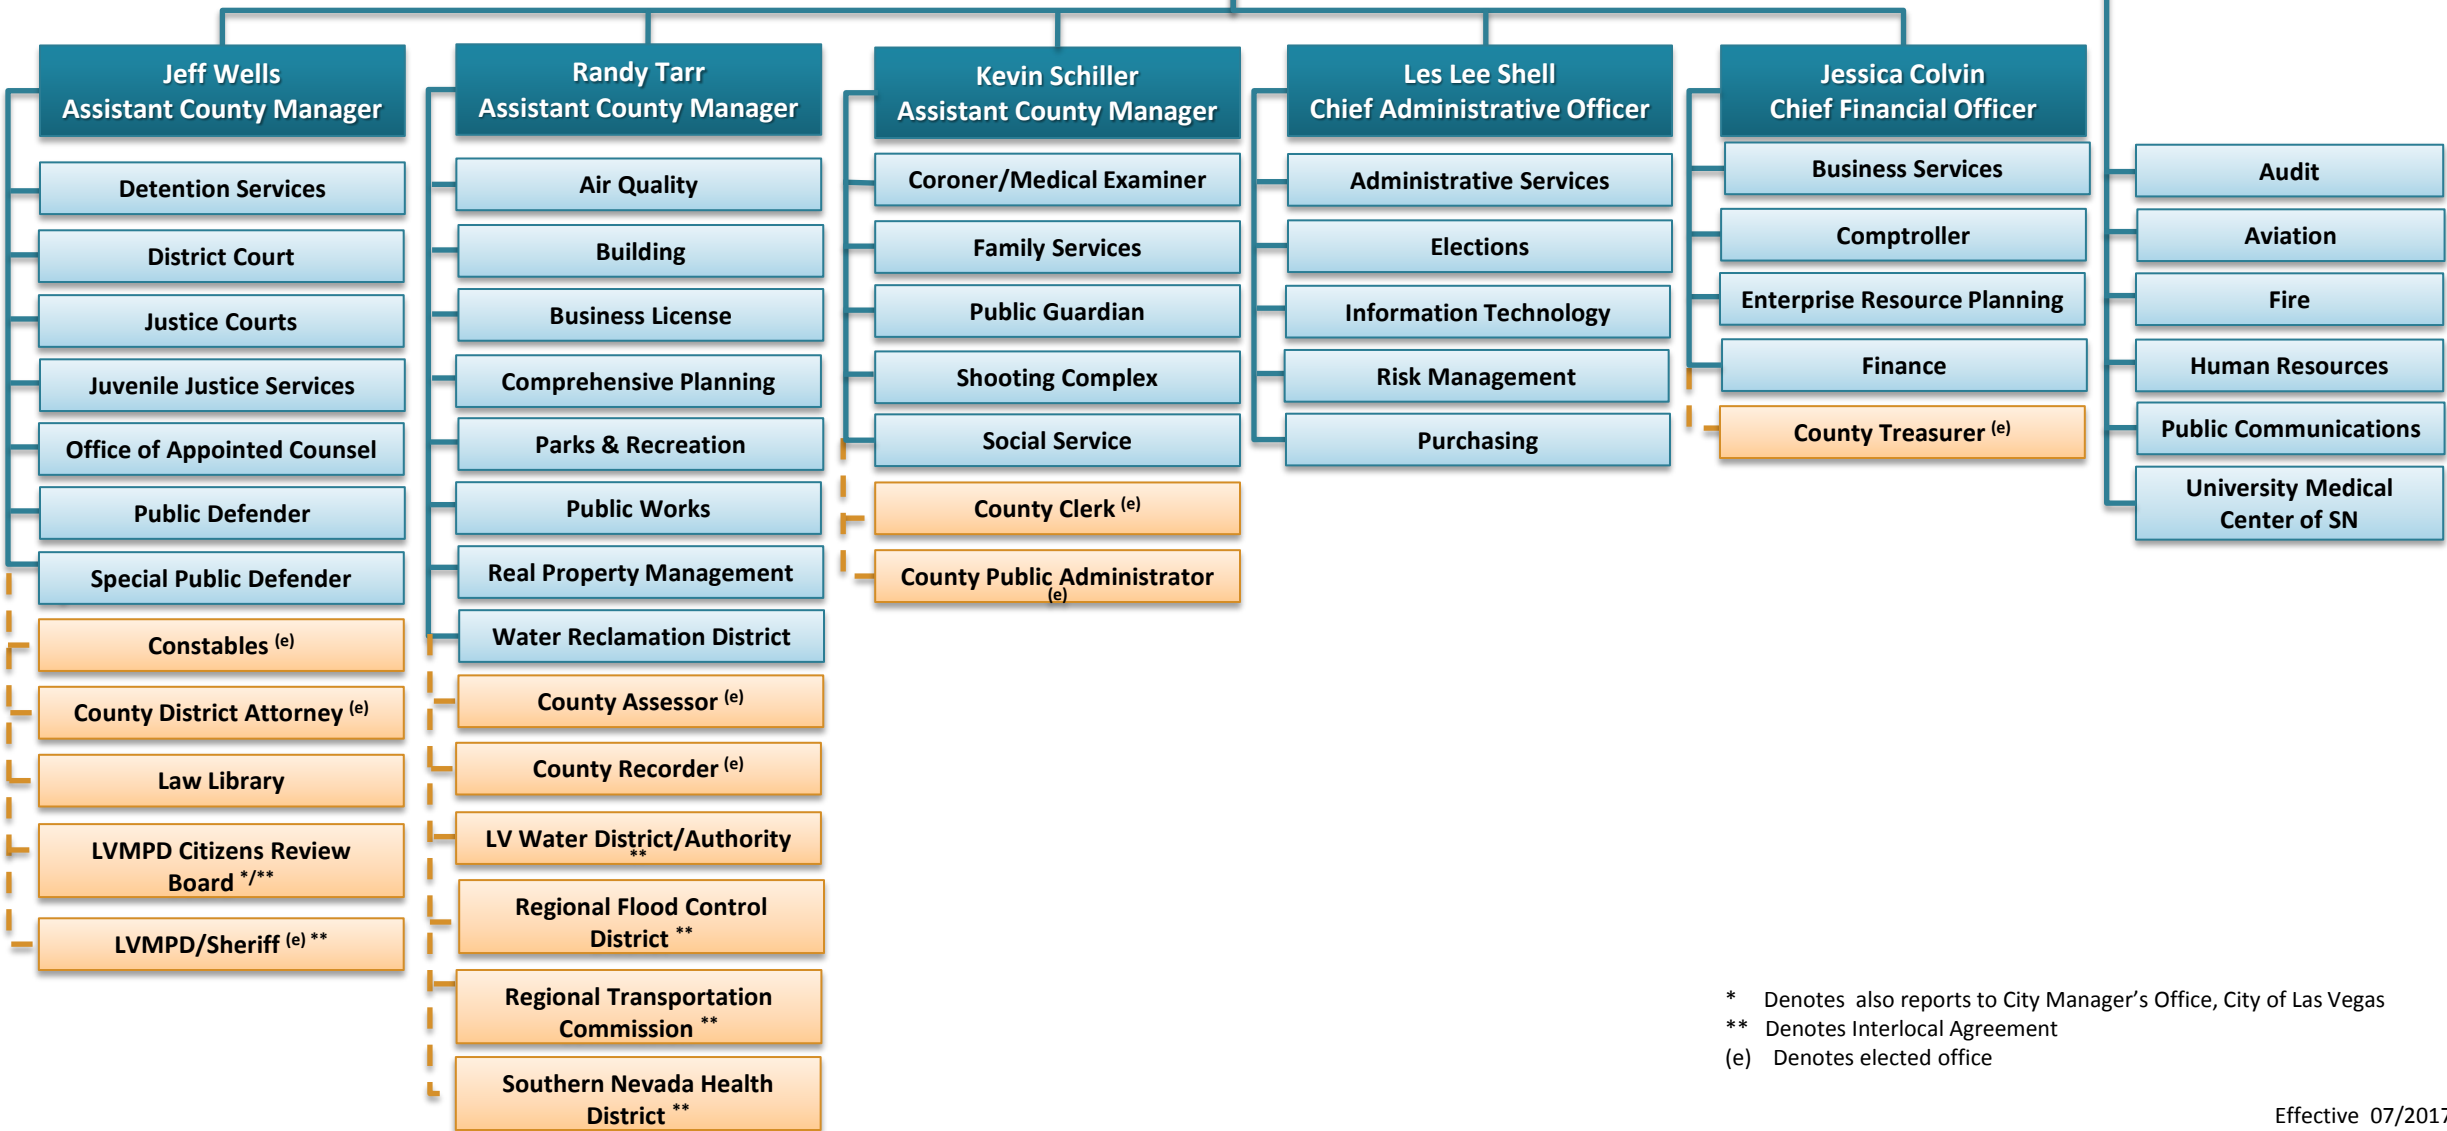 Jeff Wells
Assistant County Manager
Detention Services
District Court
Justice Courts
Juvenile Justice Services
Office of Appointed Counsel
Public Defender
Special Public Defender
Constables (e)
County District Attorney (e)
Law Library
LVMPD Citizens Review
Board */**
LVMPD/Sheriff (e) **
Randy Tarr
Assistant County Manager
Air Quality
Building
Business License
Comprehensive Planning
Parks & Recreation
Public Works
Real Property Management
Water Reclamation District
County Assessor (e)
County Recorder (e)
LV Water District/Authority
**
Regional Flood Control
District **
Regional Transportation
Commission **
Southern Nevada Health
District **
Kevin Schiller
Assistant County Manager
Coroner/Medical Examiner
Family Services
Public Guardian
Shooting Complex
Social Service
County Clerk (e)
County Public Administrator
(e)
Les Lee Shell
Chief Administrative Officer
Administrative Services
Elections
Information Technology
Risk Management
Purchasing
Jessica Colvin
Chief Financial Officer
Business Services
Comptroller
Enterprise Resource Planning
Finance
County Treasurer (e)
Audit
Aviation
Fire
Human Resources
Public Communications
University Medical
Center of SN
* Denotes also reports to City Manager’s Office, City of Las Vegas
** Denotes Interlocal Agreement
(e) Denotes elected office
Effective 07/2017